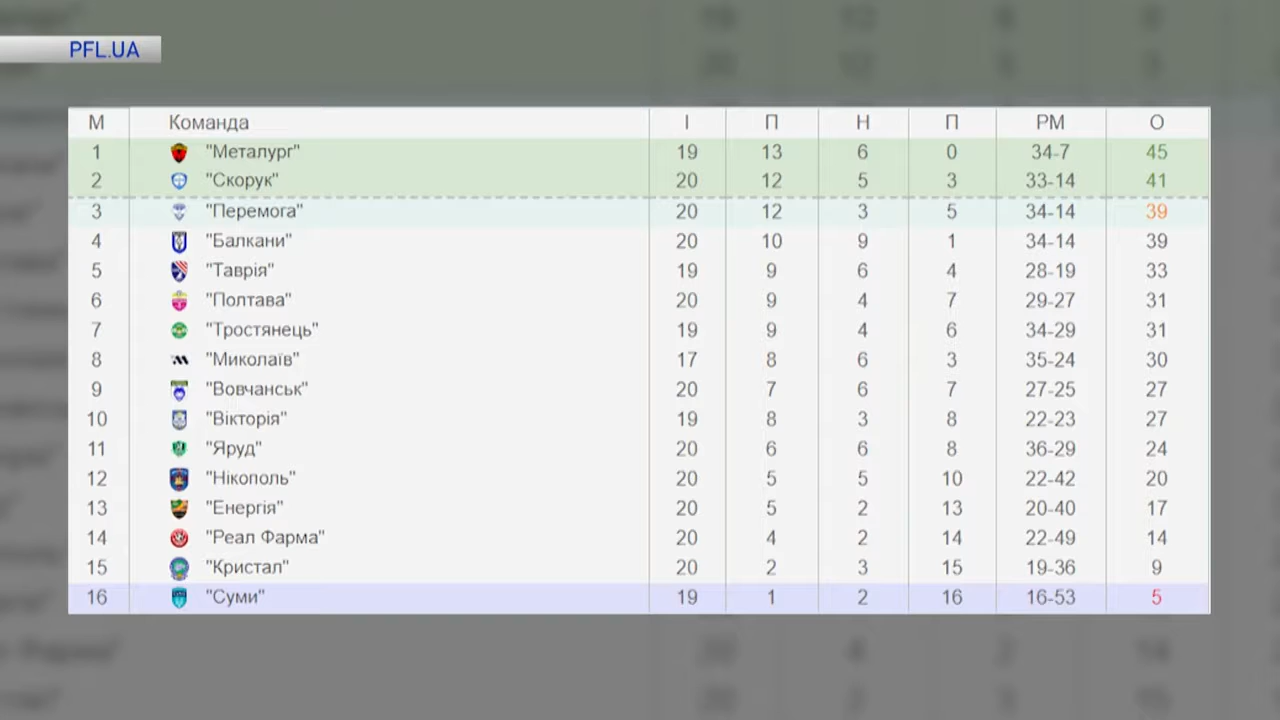 PFL.UA
М Команда І П Н П РМ О
1 "Металург" 19 13 6 0 34-7 45
2 "Скорук" 20 12 5 3 33-14 41
3 "Перемога" 20 12 3 5 34-14 39
4 "Балкани" 20 10 9 1 34-14 39
5 "Таврія" 19 9 6 4 28-19 33
6 "Полтава" 20 9 4 7 29-27 31
7 "Тростянець" 19 9 4 6 34-29 31
8 "Миколаїв" 17 8 6 3 35-24 30
9 "Вовчанськ" 20 7 6 7 27-25 27
10 "Вікторія" 19 8 3 8 22-23 27
11 "Яруд" 20 6 6 8 36-29 24
12 "Нікополь" 20 5 5 10 22-42 20
13 "Енергія" 20 5 2 13 20-40 17
14 "Реал Фарма" 20 4 2 14 22-49 14
15 "Кристал" 20 2 3 15 19-36 9
16 "Суми" 19 1 2 16 16-53 5